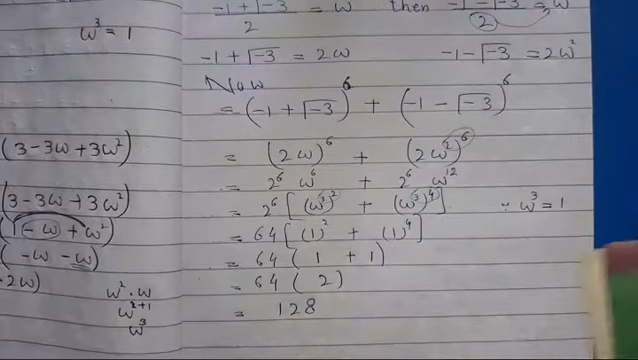 ω³ = 1
(3-3ω+3ω²)
(3-3ω+3ω²)
1-ω+ω²)
(-ω-ω)
-2ω)
ω².ω
ω²⁺¹
ω³
(-1+√-3)/2 = ω then (-1-√-3)/2 = ω²
-1+√-3 = 2ω -1-√-3 = 2ω²
Now
= (-1+√-3)⁶ + (-1-√-3)⁶
= (2ω)⁶ + (2ω²)⁶
= 2⁶ ω⁶ + 2⁶ ω¹²
= 2⁶[(ω³)² + (ω³)⁴] ∵ ω³=1
= 64[(1)² + (1)⁴]
= 64(1 + 1)
= 64(2)
= 128